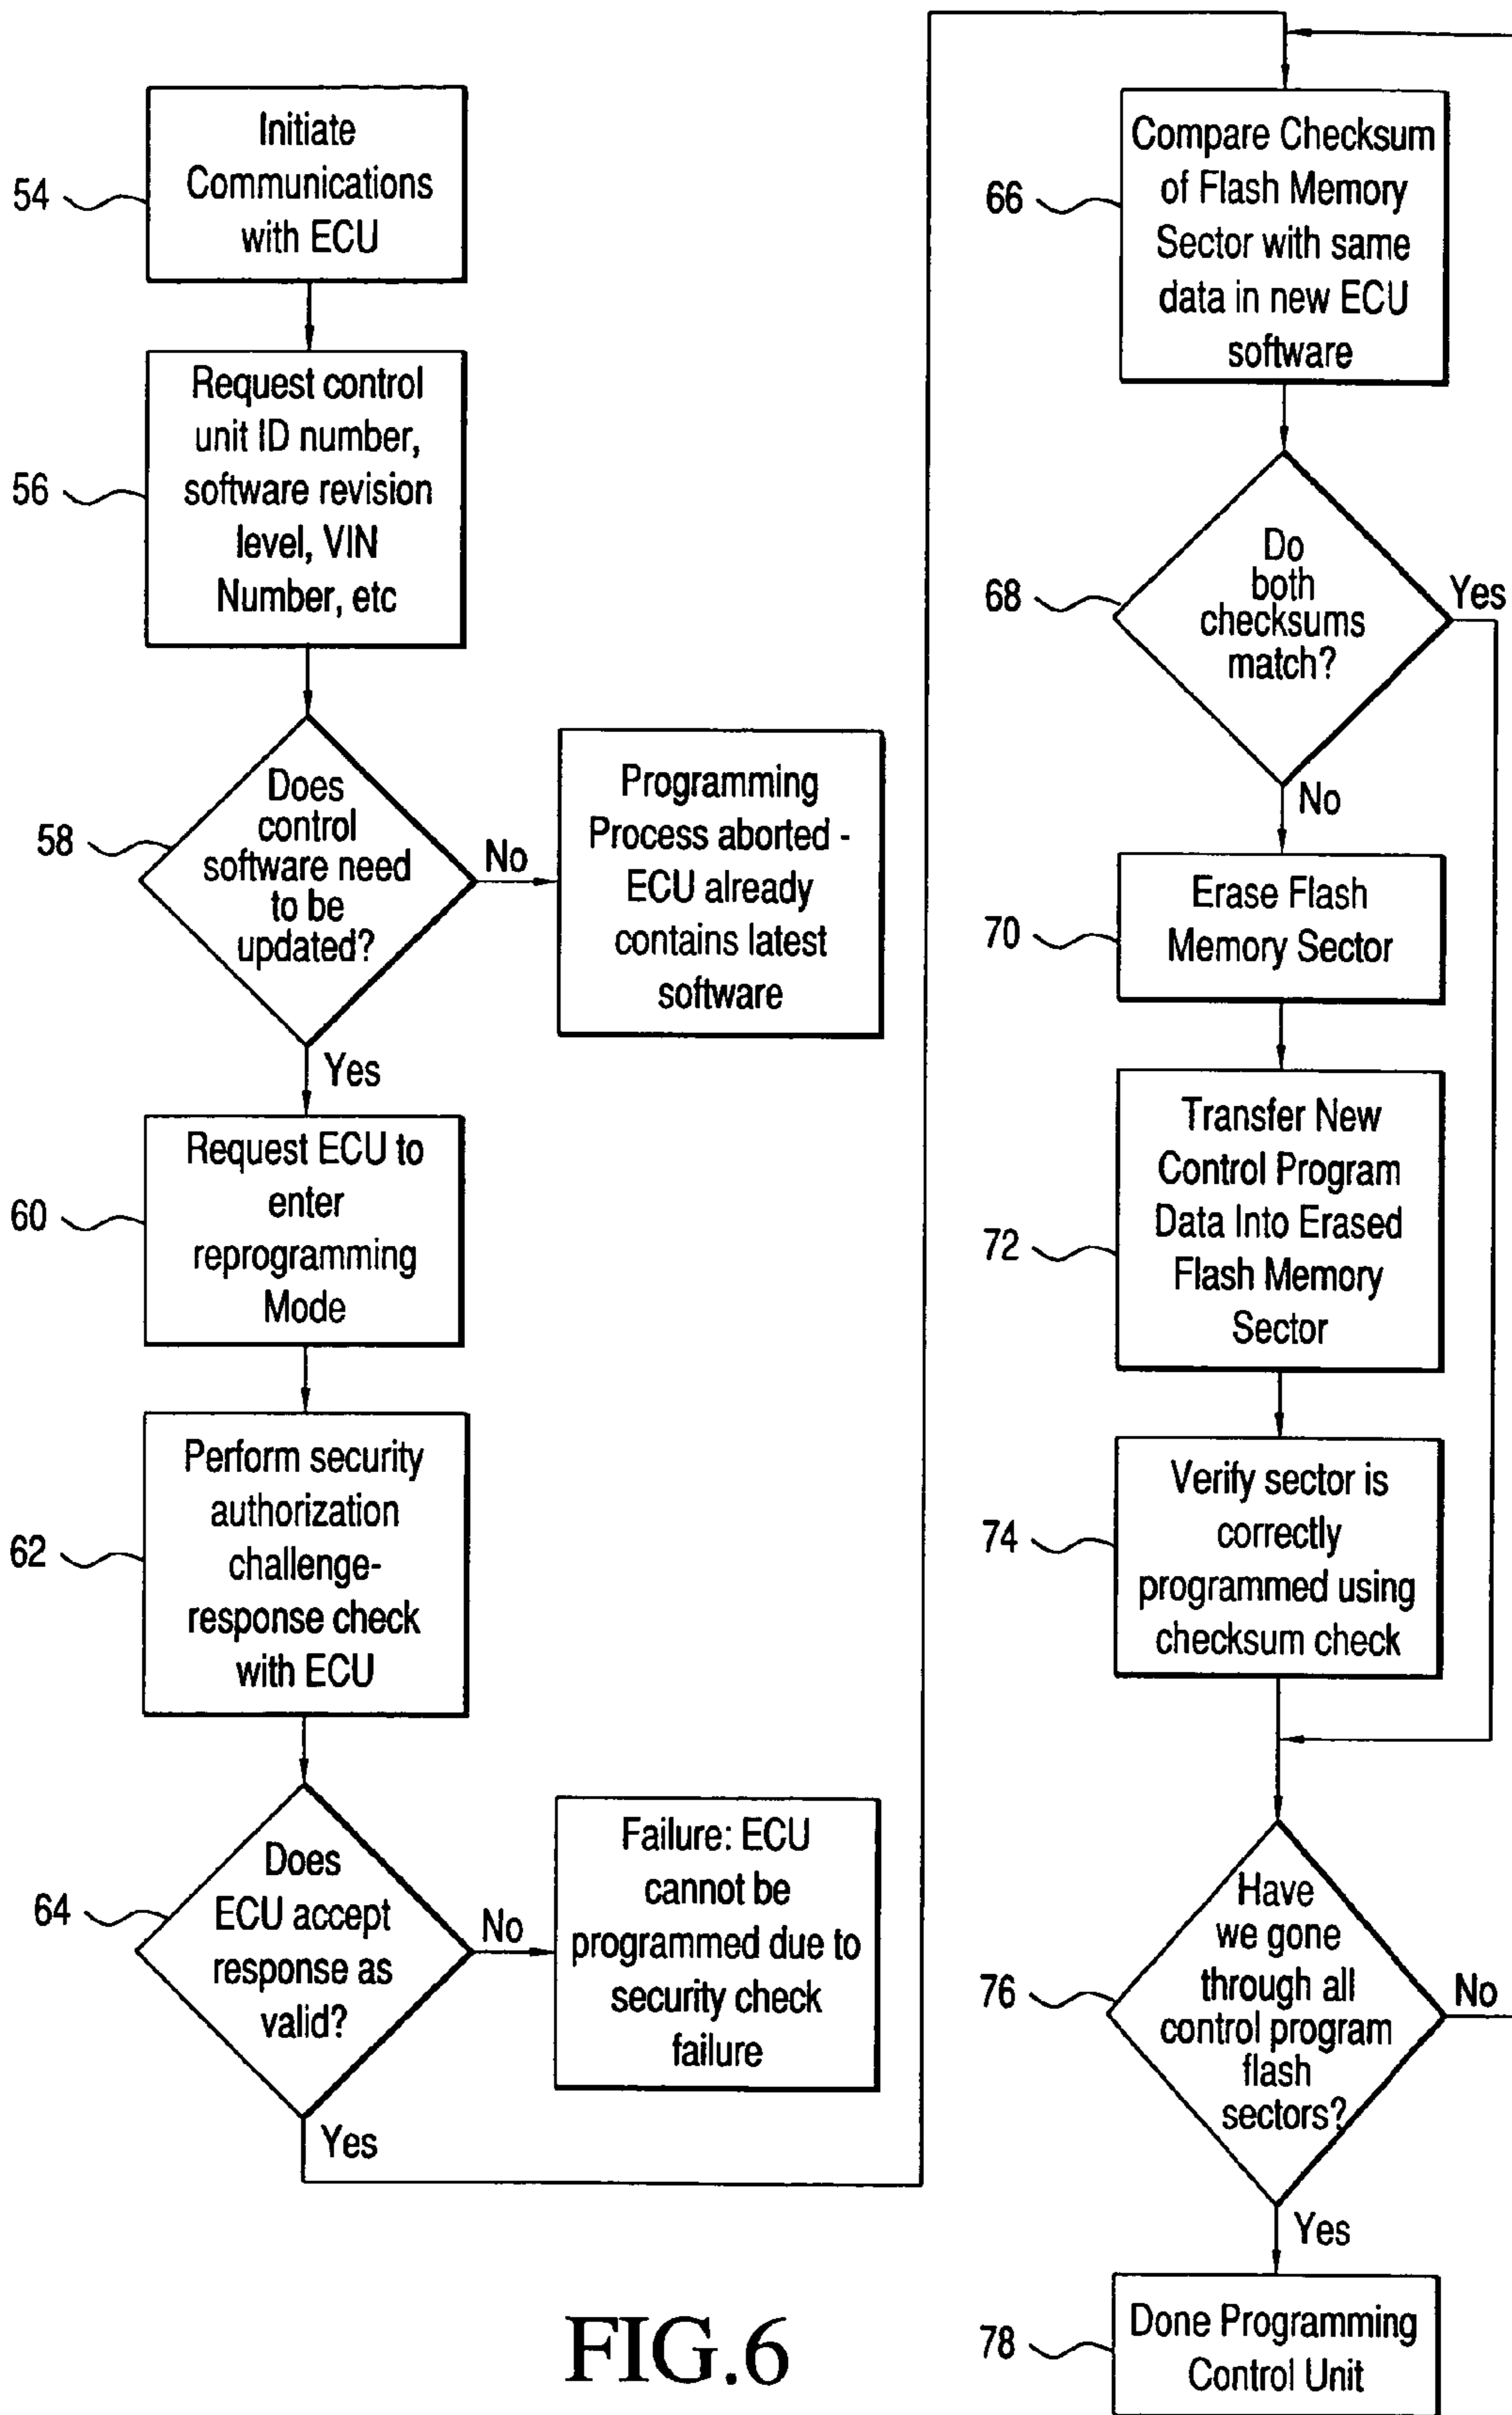 54
Initiate
Communications
with ECU
56
Request control
unit ID number,
software revision
level, VIN
Number, etc
58
Does
control
software need
to be
updated?
No
Programming
Process aborted -
ECU already
contains latest
software
Yes
60
Request ECU to
enter
reprogramming
Mode
62
Perform security
authorization
challenge-
response check
with ECU
64
Does
ECU accept
response as
valid?
No
Failure: ECU
cannot be
programmed due to
security check
failure
Yes
66
Compare Checksum
of Flash Memory
Sector with same
data in new ECU
software
68
Do
both
checksums
match?
Yes
No
70
Erase Flash
Memory Sector
72
Transfer New
Control Program
Data Into Erased
Flash Memory
Sector
74
Verify sector is
correctly
programmed using
checksum check
76
Have
we gone
through all
control program
flash
sectors?
No
Yes
78
Done Programming
Control Unit
FIG.6